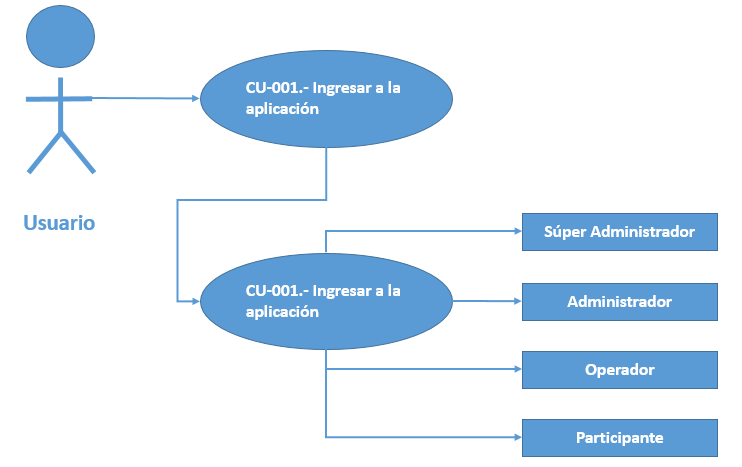 CU-001.- Ingresar a la
aplicación
Usuario
Súper Administrador
CU-001.- Ingresar a la
aplicación
Administrador
Operador
Participante